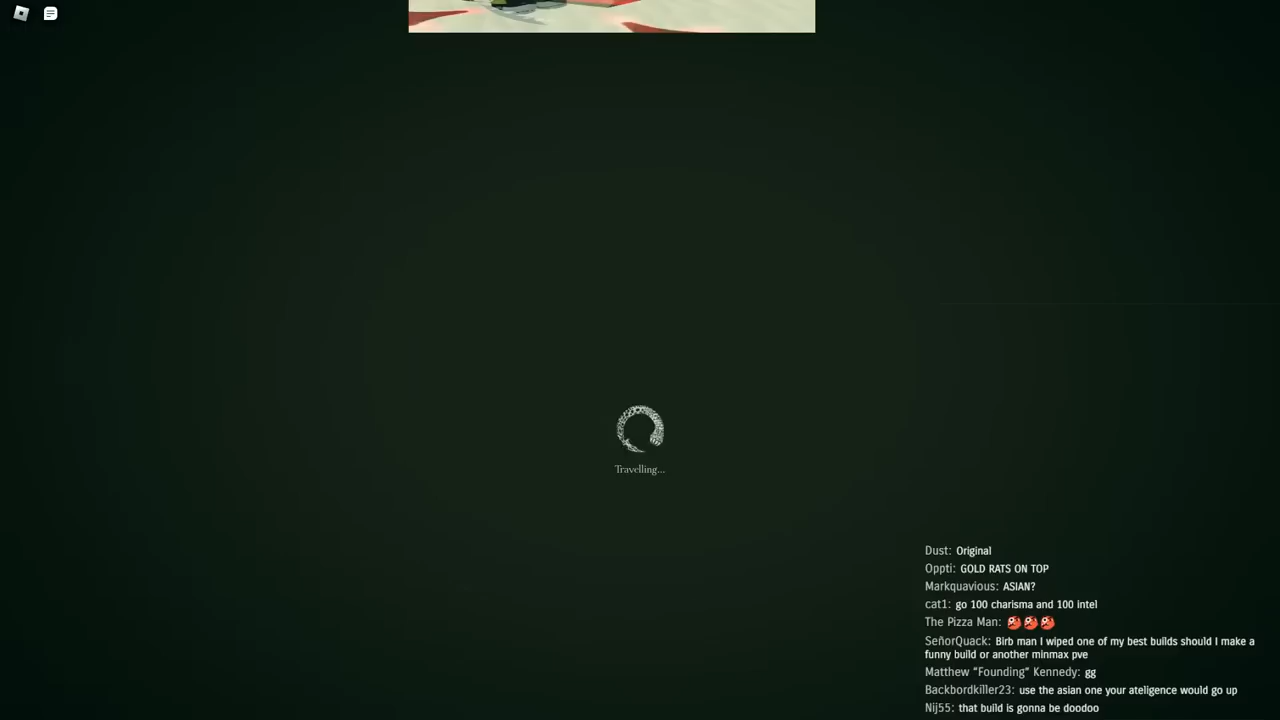 Travelling...
Dust: Original
Oppti: GOLD RATS ON TOP
Markquavious: ASIAN?
cat1: go 100 charisma and 100 intel
The Pizza Man:
SeñorQuack: Birb man I wiped one of my best builds should I make a
funny build or another minmax pve
Matthew "Founding" Kennedy: gg
Backbordkiller23: use the asian one your ateligence would go up
Nij55: that build is gonna be doodoo